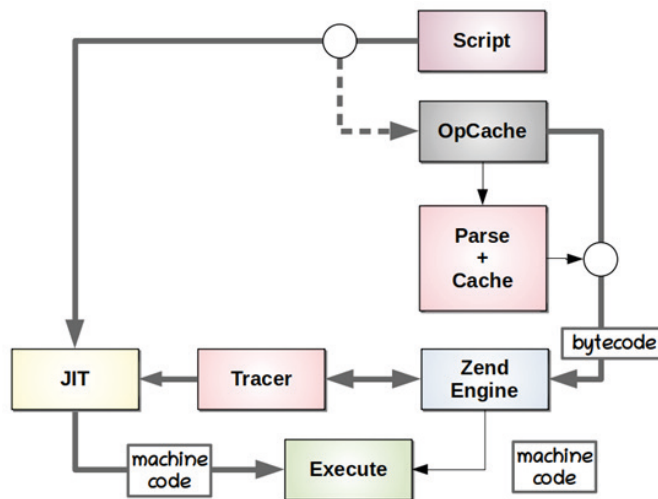 Script
OpCache
Parse
+
Cache
bytecode
JIT
Tracer
Zend
Engine
machine
code
Execute
machine
code